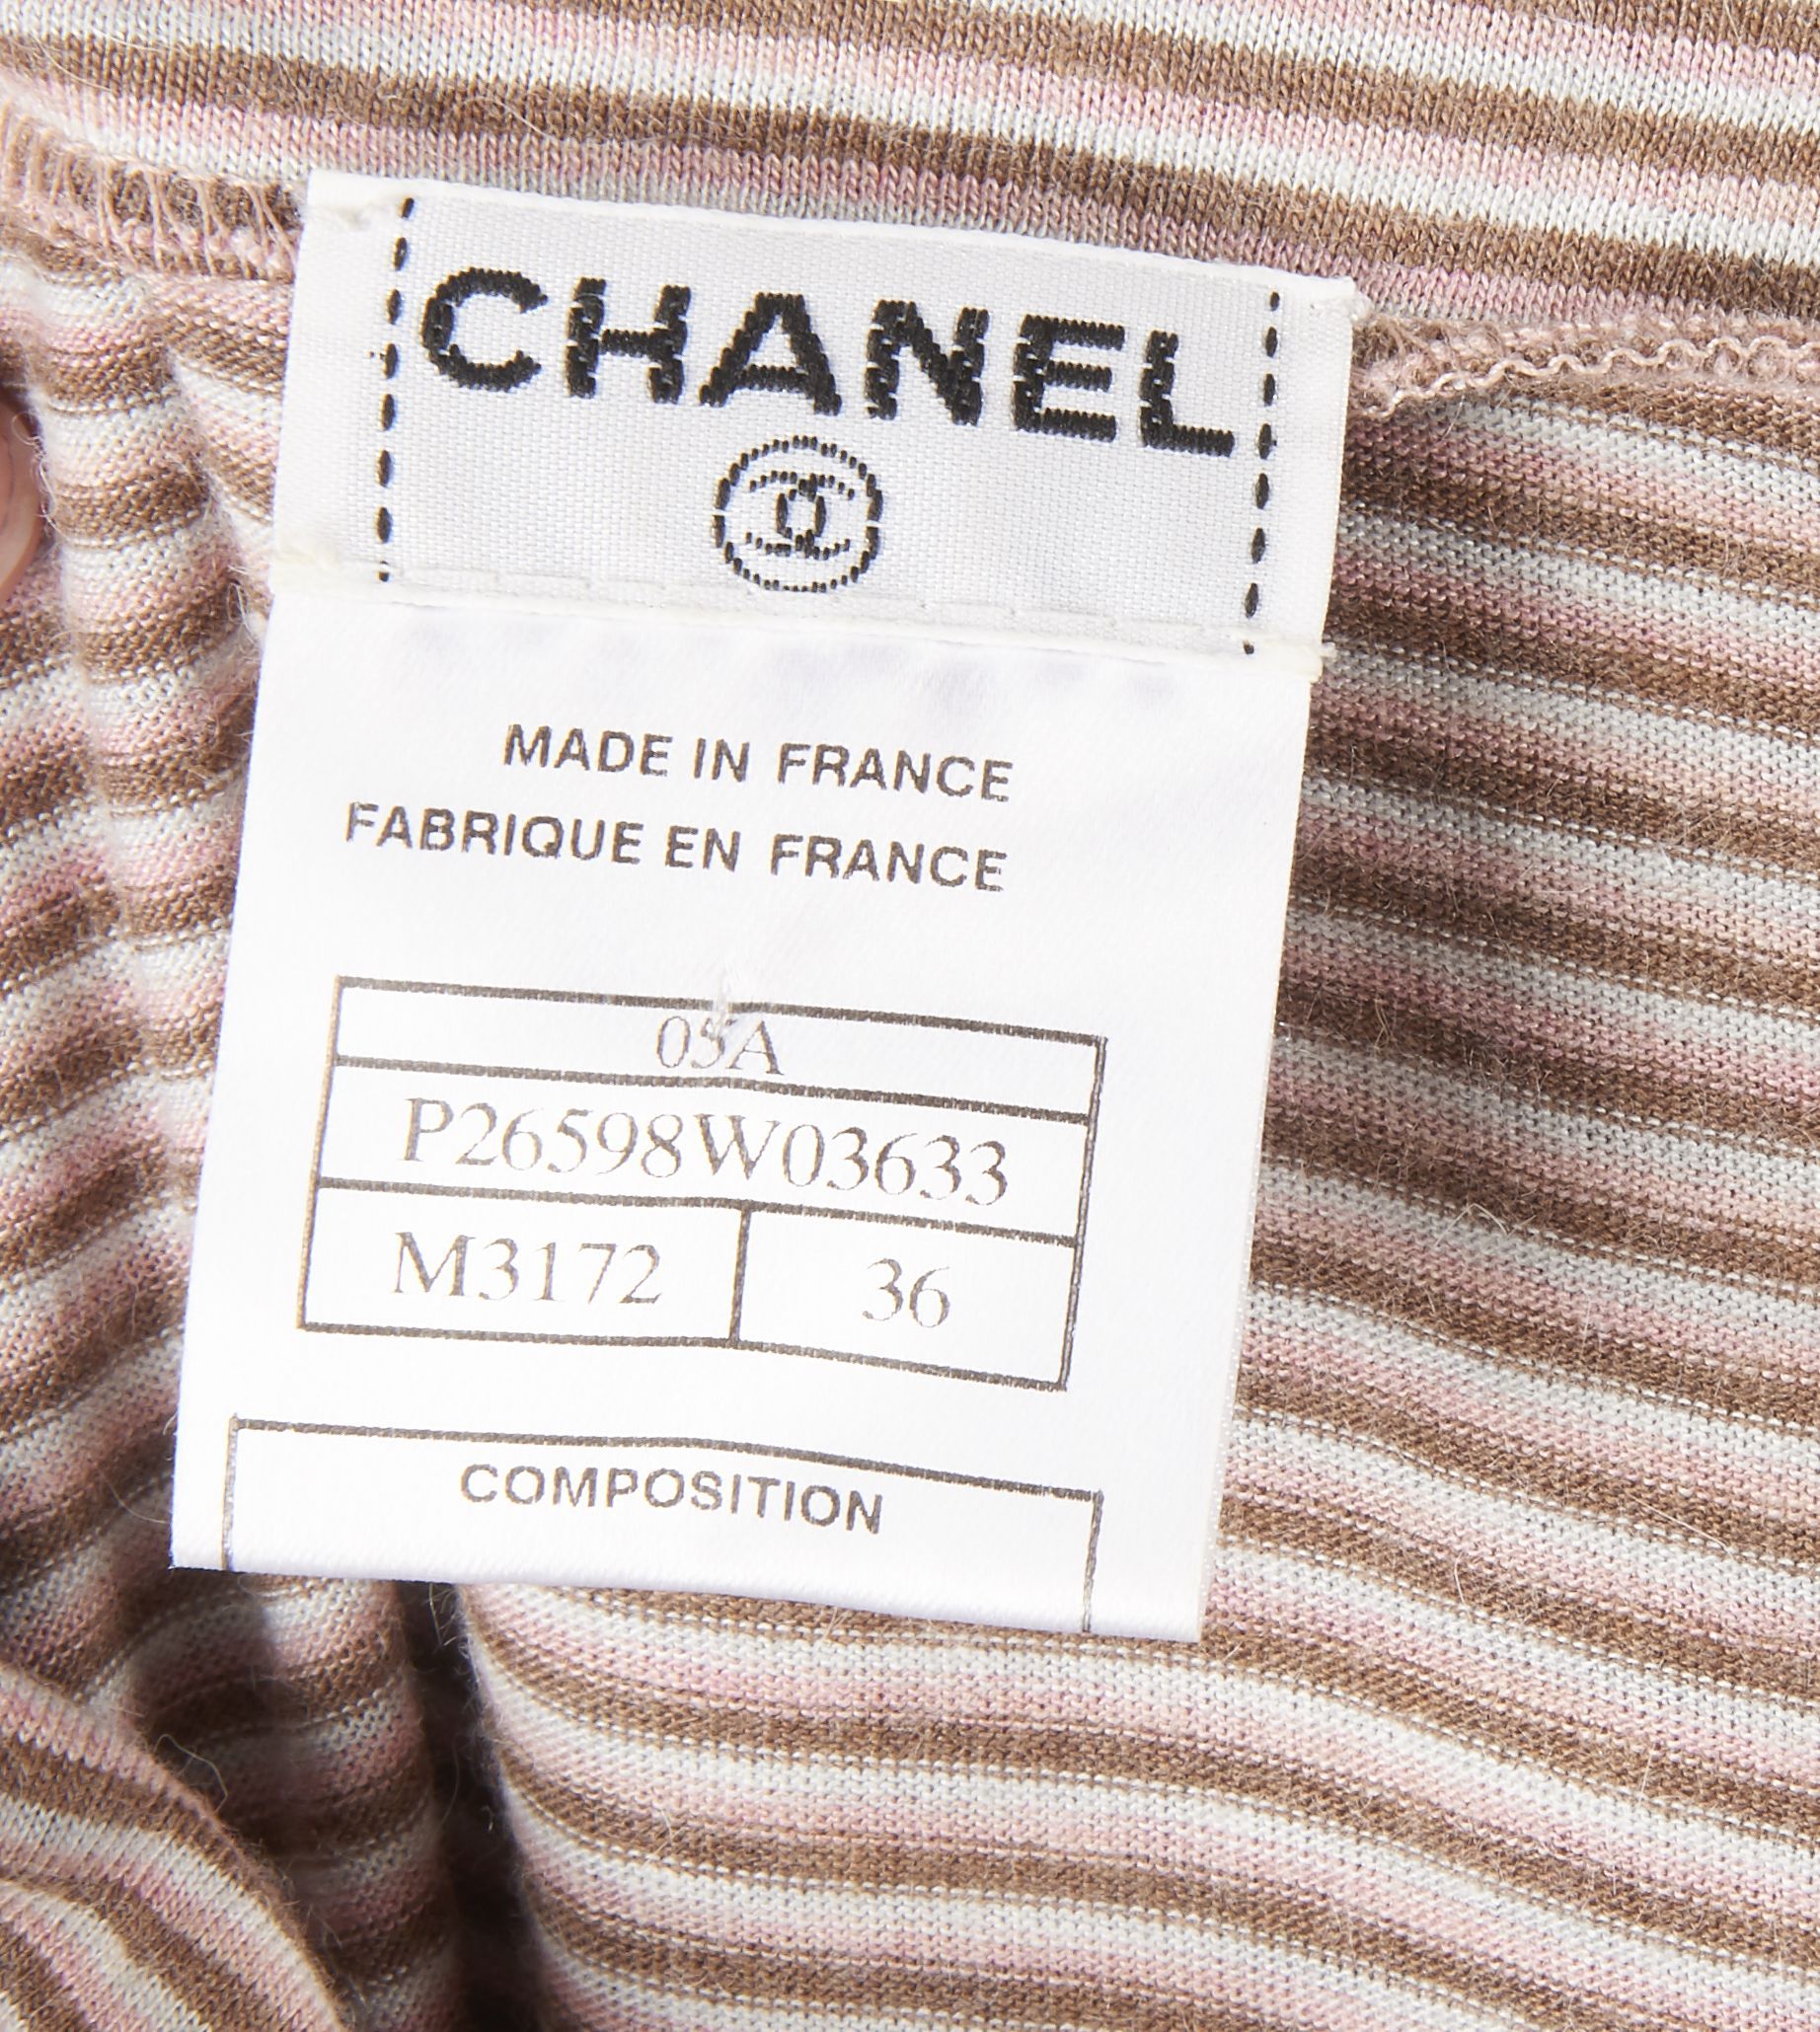 CHANEL
MADE IN FRANCE
FABRIQUE EN FRANCE
05A
P26598W03633
M3172 36
COMPOSITION